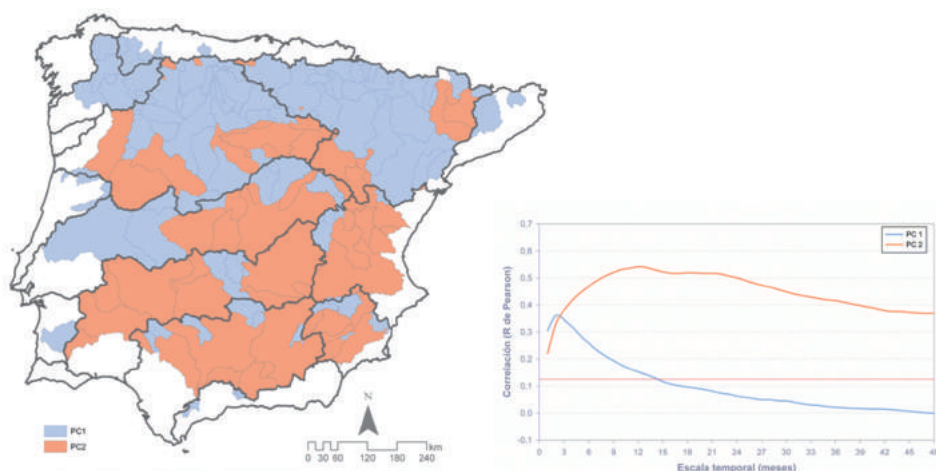 N
PC1
PC2
km
0 30 60 120 180 240
0,7
0,6
0,5
0,4
0,3
0,2
0,1
0,0
-0,1
Correlación (R de Pearson)
PC 1
PC 2
0 3 6 9 12 15 18 21 24 27 30 33 36 39 42 45 48
Escala temporal (meses)